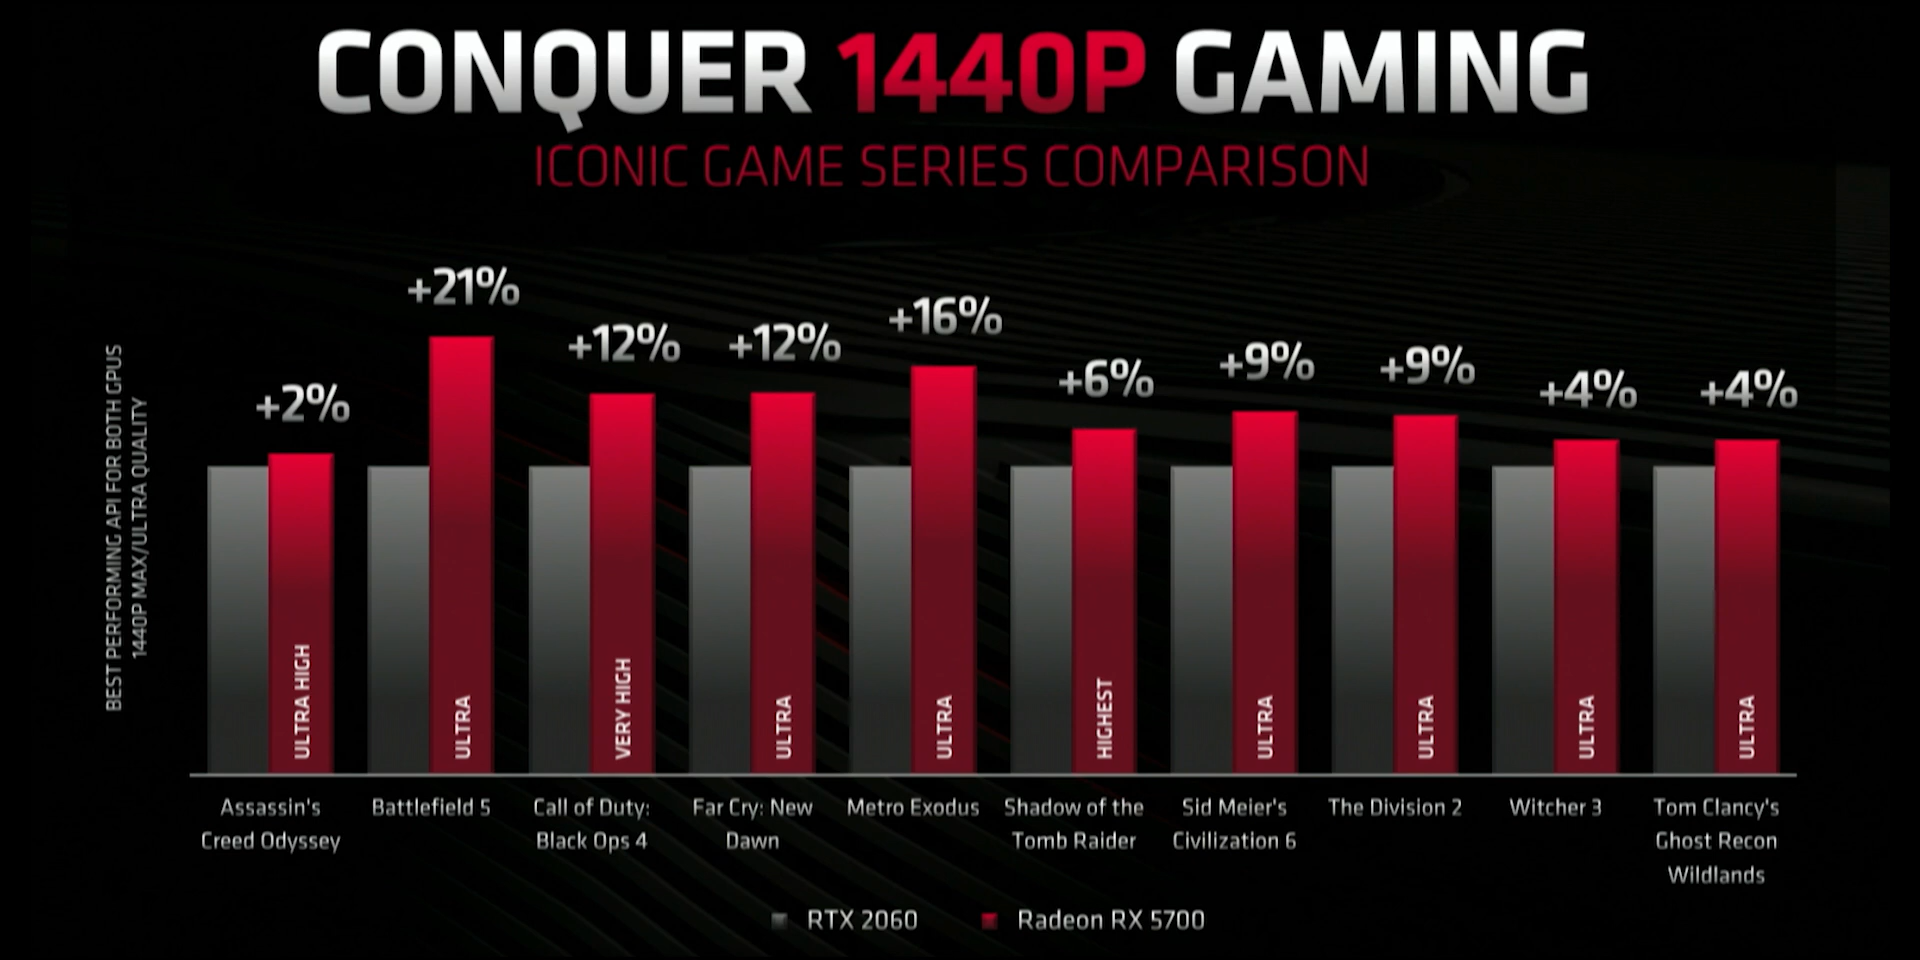 CONQUER 1440P GAMING
ICONIC GAME SERIES COMPARISON
BEST PERFORMING API FOR BOTH GPUS
1440P MAX/ULTRA QUALITY
+2%
+21%
+12%
+12%
+16%
+6%
+9%
+9%
+4%
+4%
ULTRA HIGH
ULTRA
VERY HIGH
ULTRA
ULTRA
HIGHEST
ULTRA
ULTRA
ULTRA
ULTRA
Assassin's
Creed Odyssey
Battlefield 5
Call of Duty:
Black Ops 4
Far Cry: New
Dawn
Metro Exodus
Shadow of the
Tomb Raider
Sid Meier's
Civilization 6
The Division 2
Witcher 3
Tom Clancy's
Ghost Recon
Wildlands
RTX 2060
Radeon RX 5700